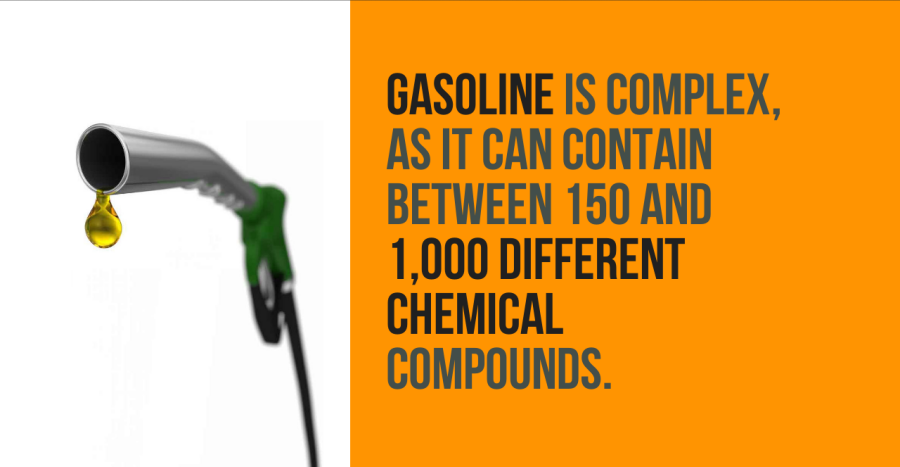 GASOLINE IS COMPLEX,
AS IT CAN CONTAIN
BETWEEN 150 AND
1,000 DIFFERENT
CHEMICAL
COMPOUNDS.